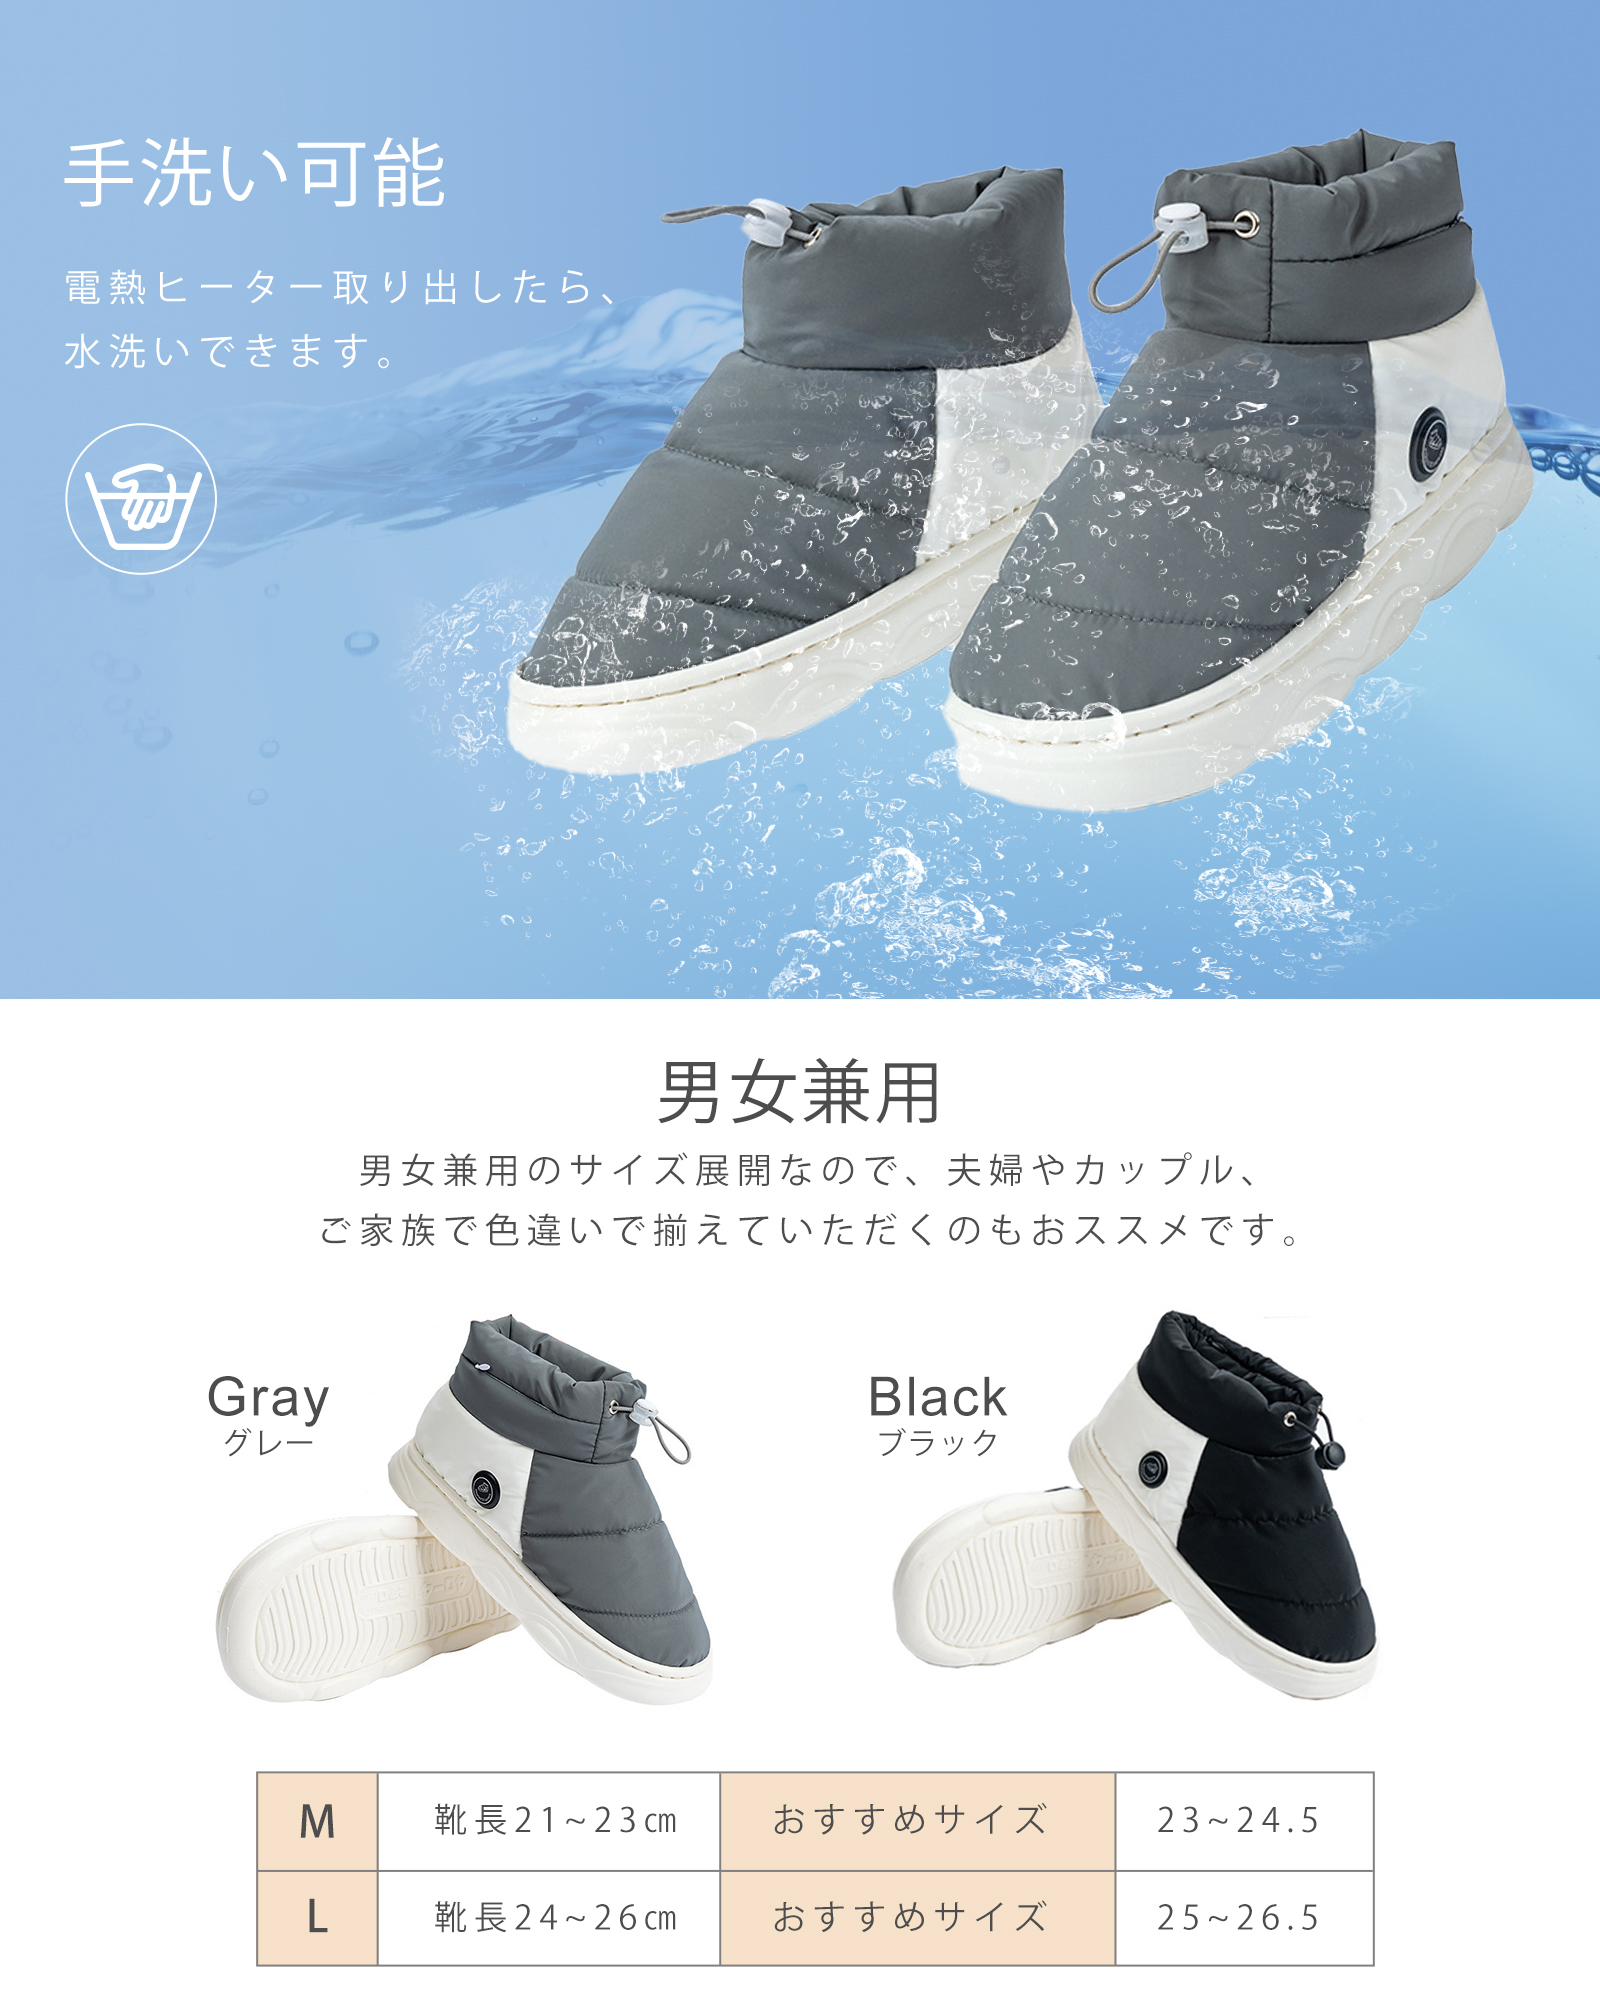 手洗い可能
電熱ヒーター取り出したら、
水洗いできます。
男女兼用
男女兼用のサイズ展開なので、夫婦やカップル、
ご家族で色違いで揃えていただくのもおススメです。
Gray
グレー
Black
ブラック
M 靴長21~23㎝ おすすめサイズ 23~24.5
L 靴長24~26㎝ おすすめサイズ 25~26.5